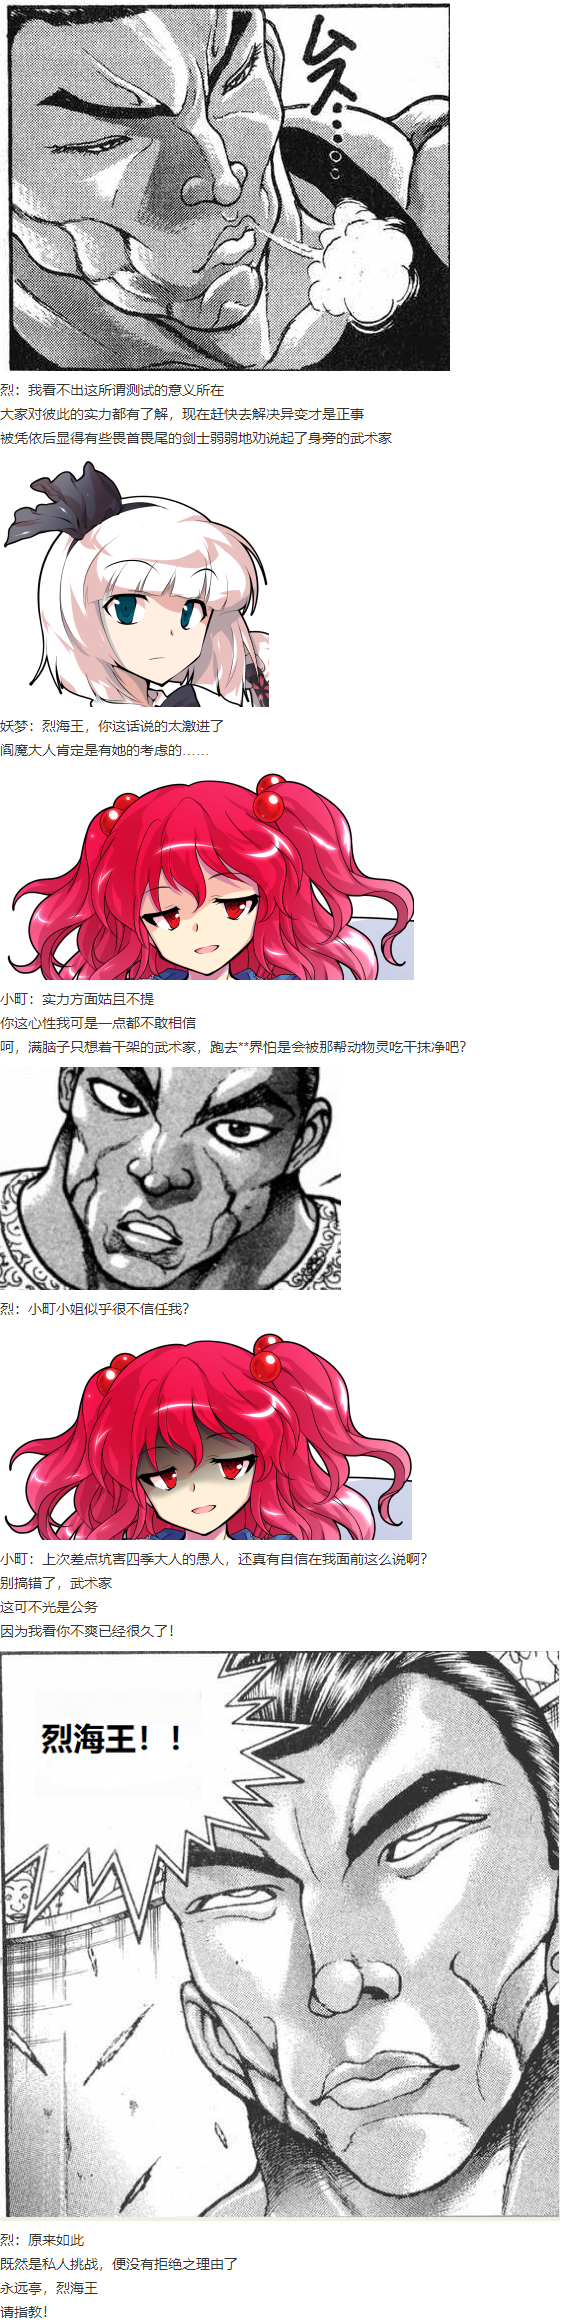 ムス…。。
烈：我看不出这所谓测试的意义所在
大家对彼此的实力都有了解，现在赶快去解决异变才是正事
被凭依后显得有些畏首畏尾的剑士弱弱地劝说起了身旁的武术家
妖梦：烈海王，你这话说的太激进了
阎魔大人肯定是有她的考虑的……
小町：实力方面姑且不提
你这心性我可是一点都不敢相信
呵，满脑子只想着干架的武术家，跑去**界怕是会被那帮动物灵吃干抹净吧？
烈：小町小姐似乎很不信任我？
小町：上次差点坑害四季大人的愚人，还真有自信在我面前这么说啊？
别搞错了，武术家
这可不光是公务
因为我看你不爽已经很久了！
烈海王！！
烈：原来如此
既然是私人挑战，便没有拒绝之理由了
永远亭，烈海王
请指教！